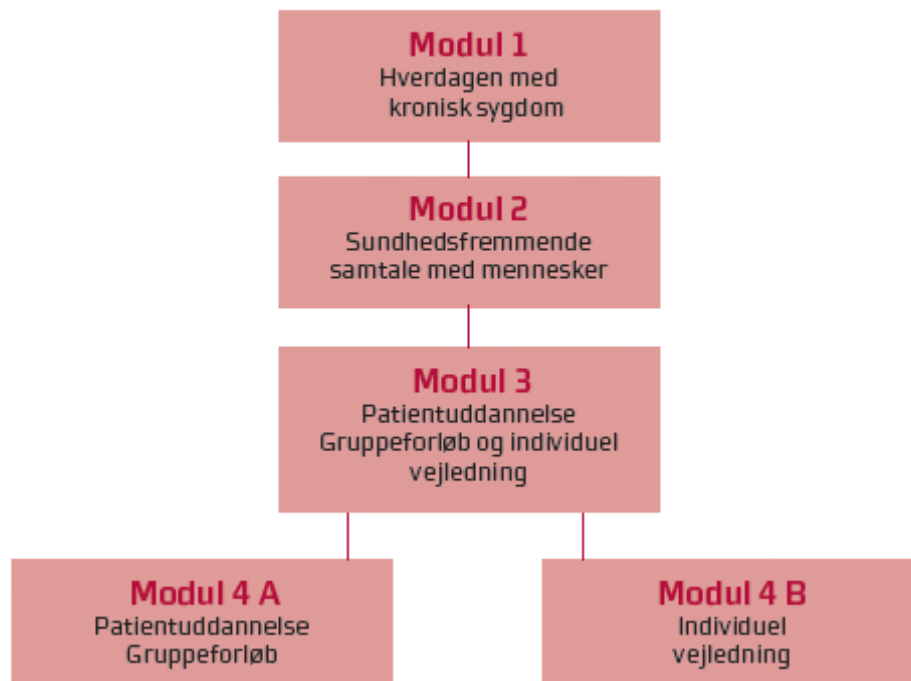 Modul 1
Hverdagen med
kronisk sygdom
Modul 2
Sundhedsfremmende
samtale med mennesker
Modul 3
Patientuddannelse
Gruppeforløb og individuel
vejledning
Modul 4 A
Patientuddannelse
Gruppeforløb
Modul 4 B
Individuel
vejledning